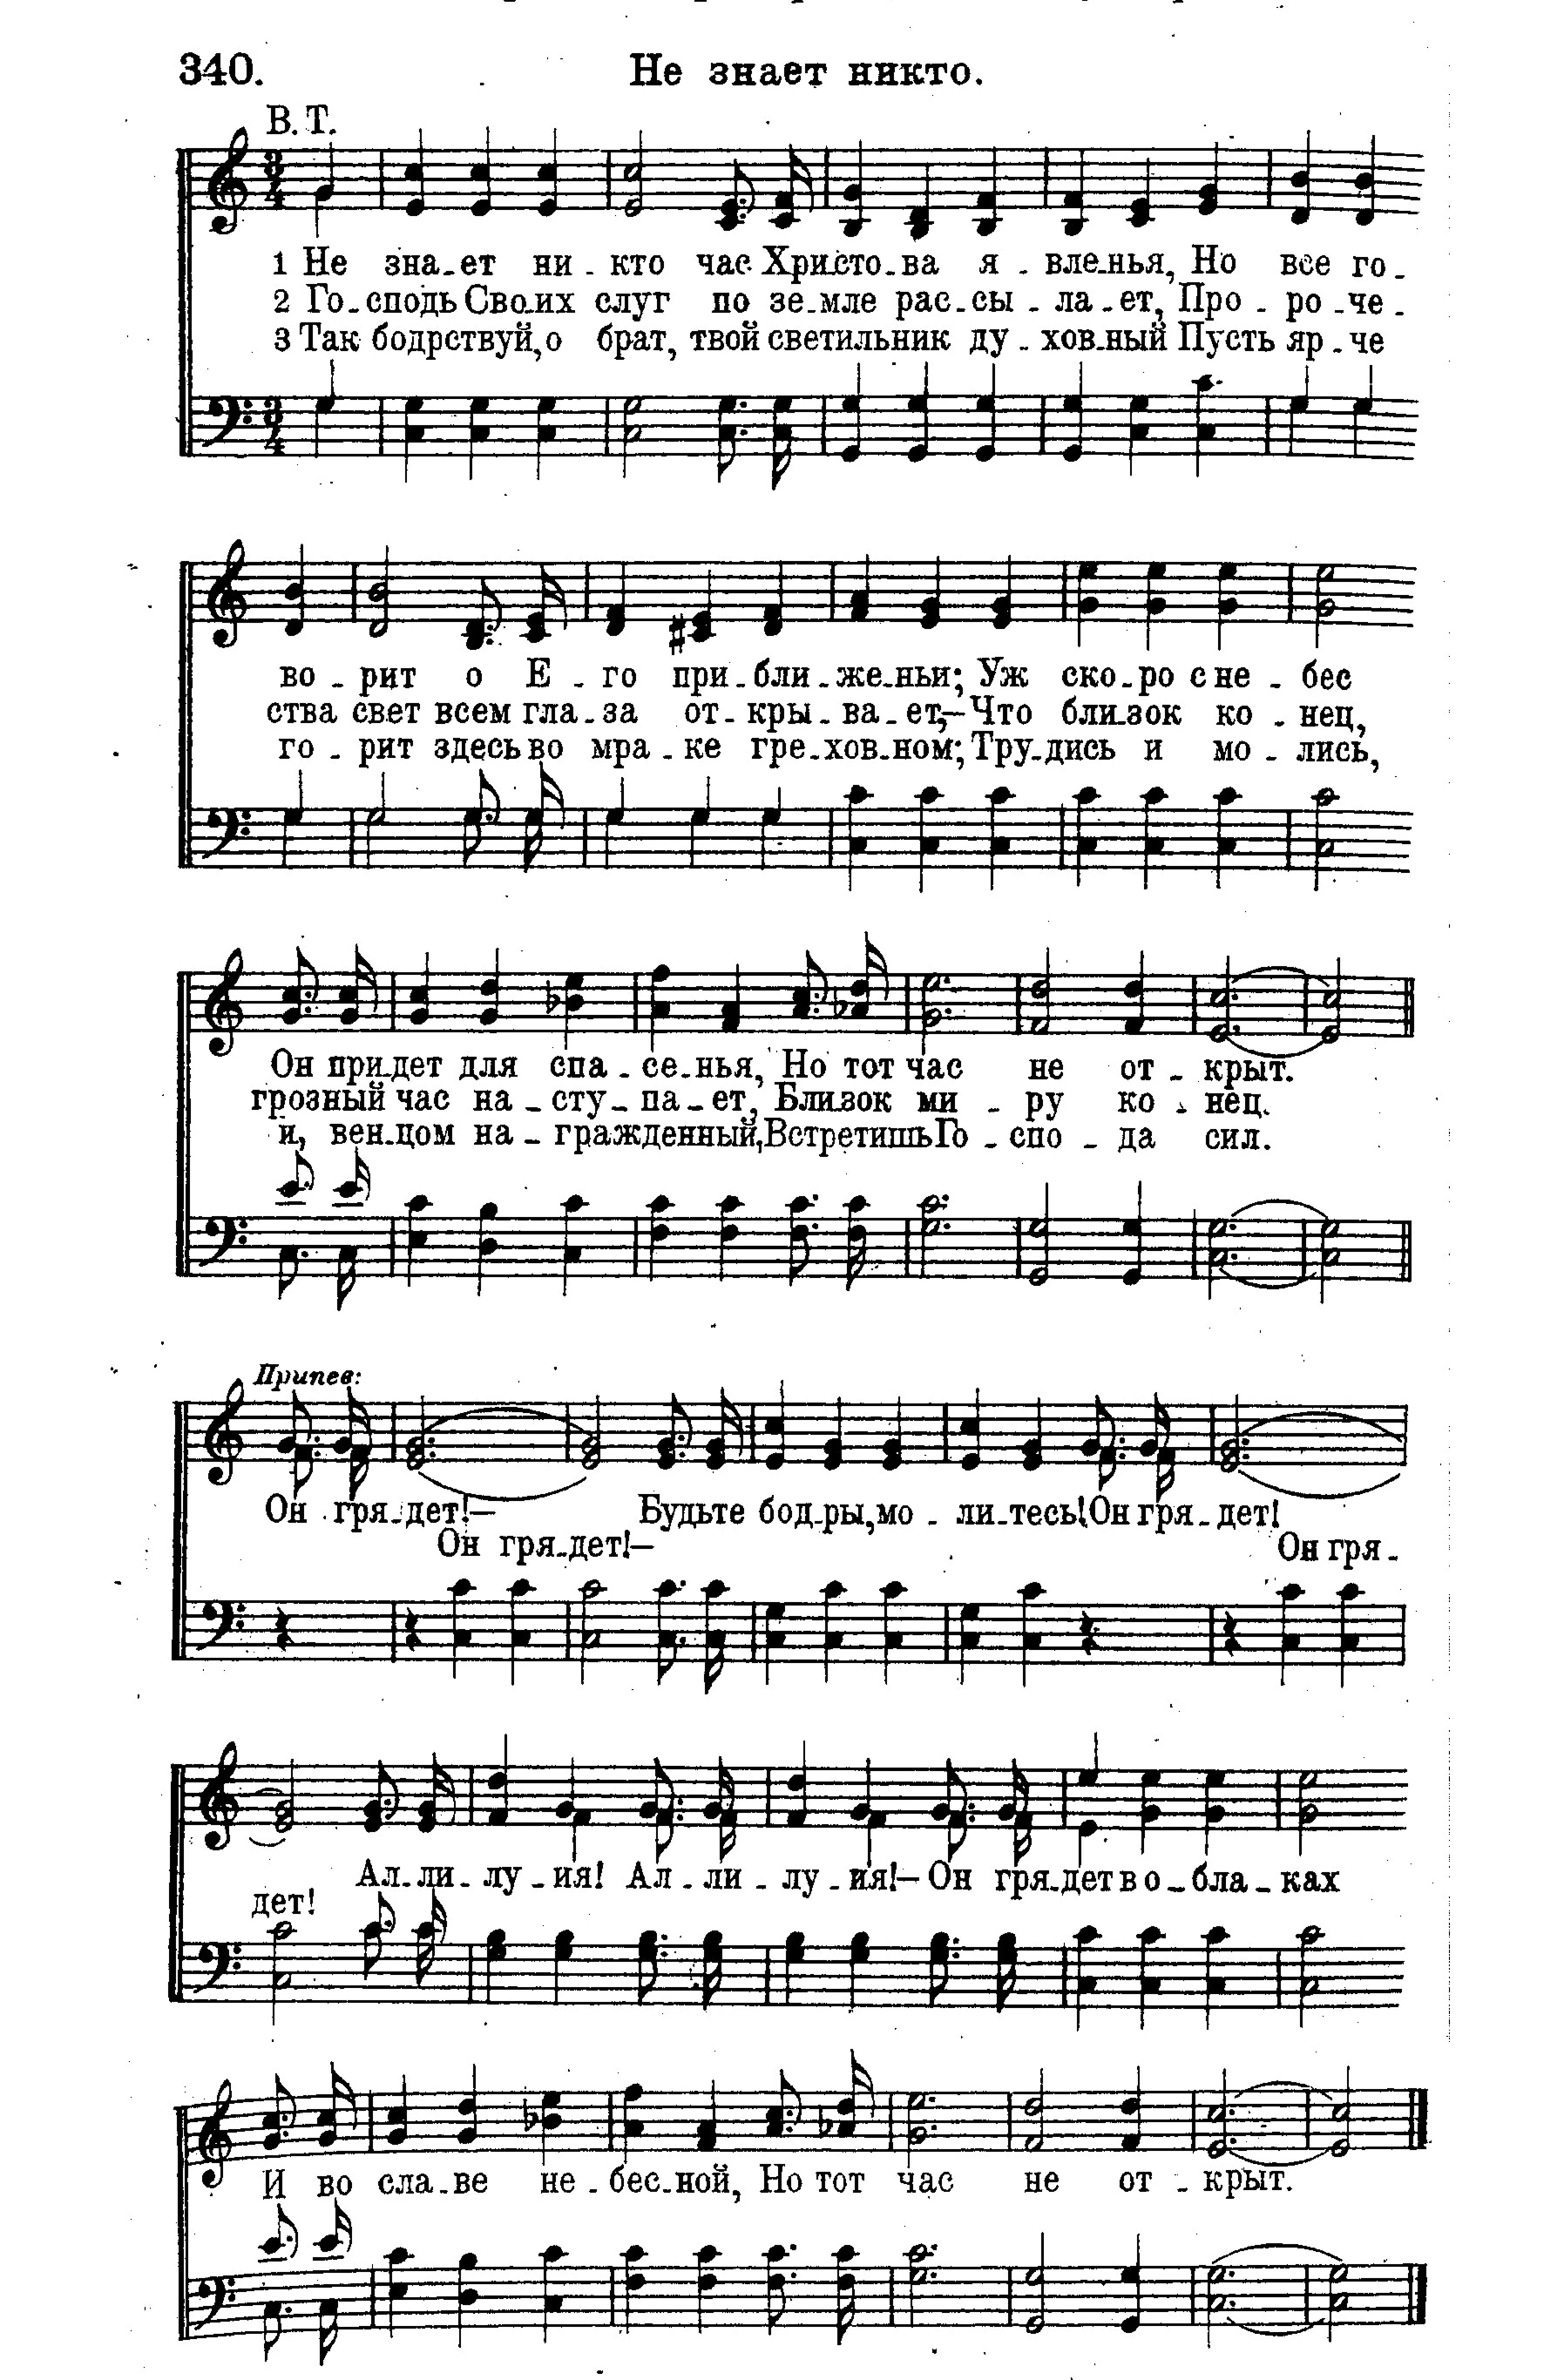 340. Не знает никто.
В. Т.
1 Не зна-ет ни - кто час Христо-ва я - вле-нья, Но все го -
2 Го-сподь Сво-их слуг по зе-мле рас-сы - ла-ет, Про - ро-че -
3 Так бодрствуй, о брат, твой светильник ду - хов-ный Пусть яр-че
во - рит о Е - го при-бли-же-ньи; Уж ско-ро с не - бес
ства свет всем гла-за от-кры-ва-ет,— Что бли-зок ко - нец,
го - рит здесь во мра-ке гре-хов-ном; Тру-дись и мо - лись,
Он при-дет для спа-се-нья, Но тот час не от - крыт.
грозный час на-сту-па-ет, Близок ми - ру ко - нец.
и, вен-цом на-гражденный, Встретишь Го - спо - да сил.
Припев:
Он гря-дет!— Будьте бод-ры, мо - ли-тесь! Он гря-дет!
Он гря-дет!— Он гря -
Ал-ли-лу-ия! Ал-ли-лу-ия!— Он гря-дет в о-бла-ках
дет!
И во сла-ве не-бес-ной, Но тот час не от - крыт.